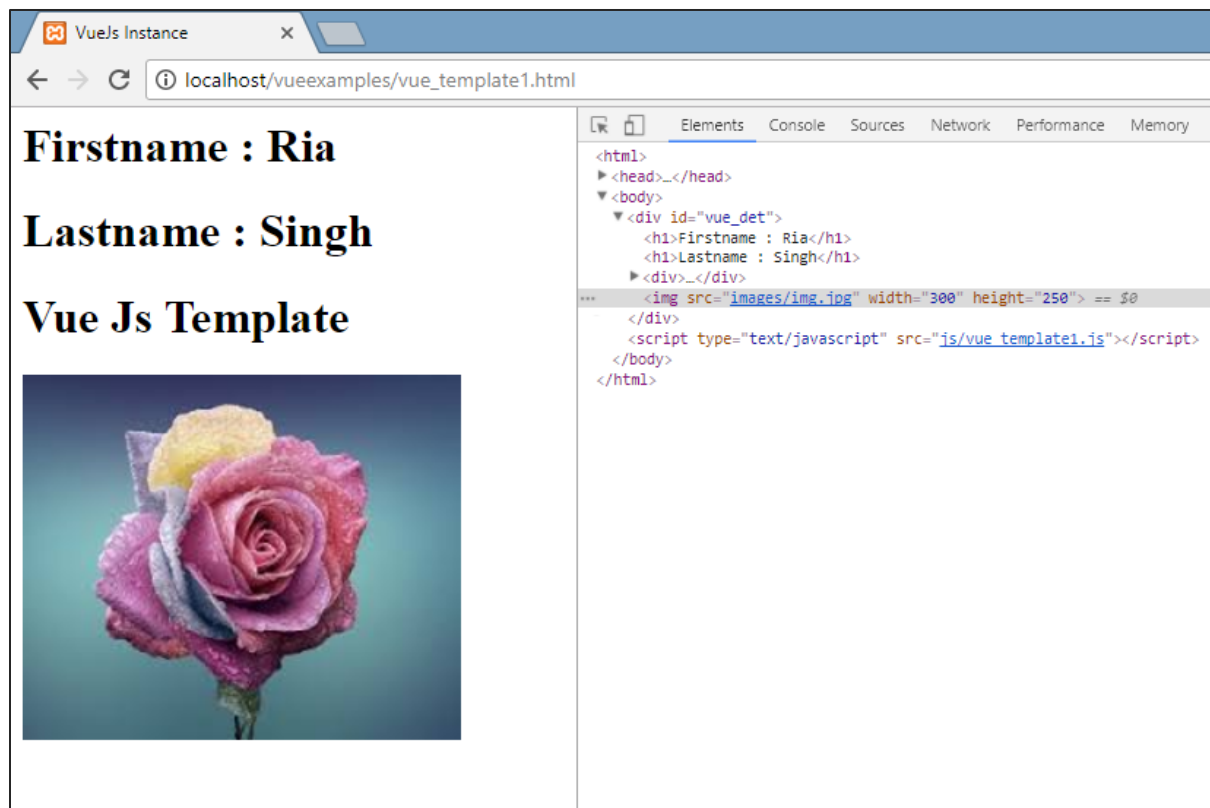 VueJs Instance
localhost/vueexamples/vue_template1.html
Firstname : Ria
Lastname : Singh
Vue Js Template
Elements Console Sources Network Performance Memory
<html>
<head>…</head>
<body>
<div id="vue_det">
<h1>Firstname : Ria</h1>
<h1>Lastname : Singh</h1>
<div>…</div>
<img src="images/img.jpg" width="300" height="250"> == $0
</div>
<script type="text/javascript" src="js/vue_template1.js"></script>
</body>
</html>